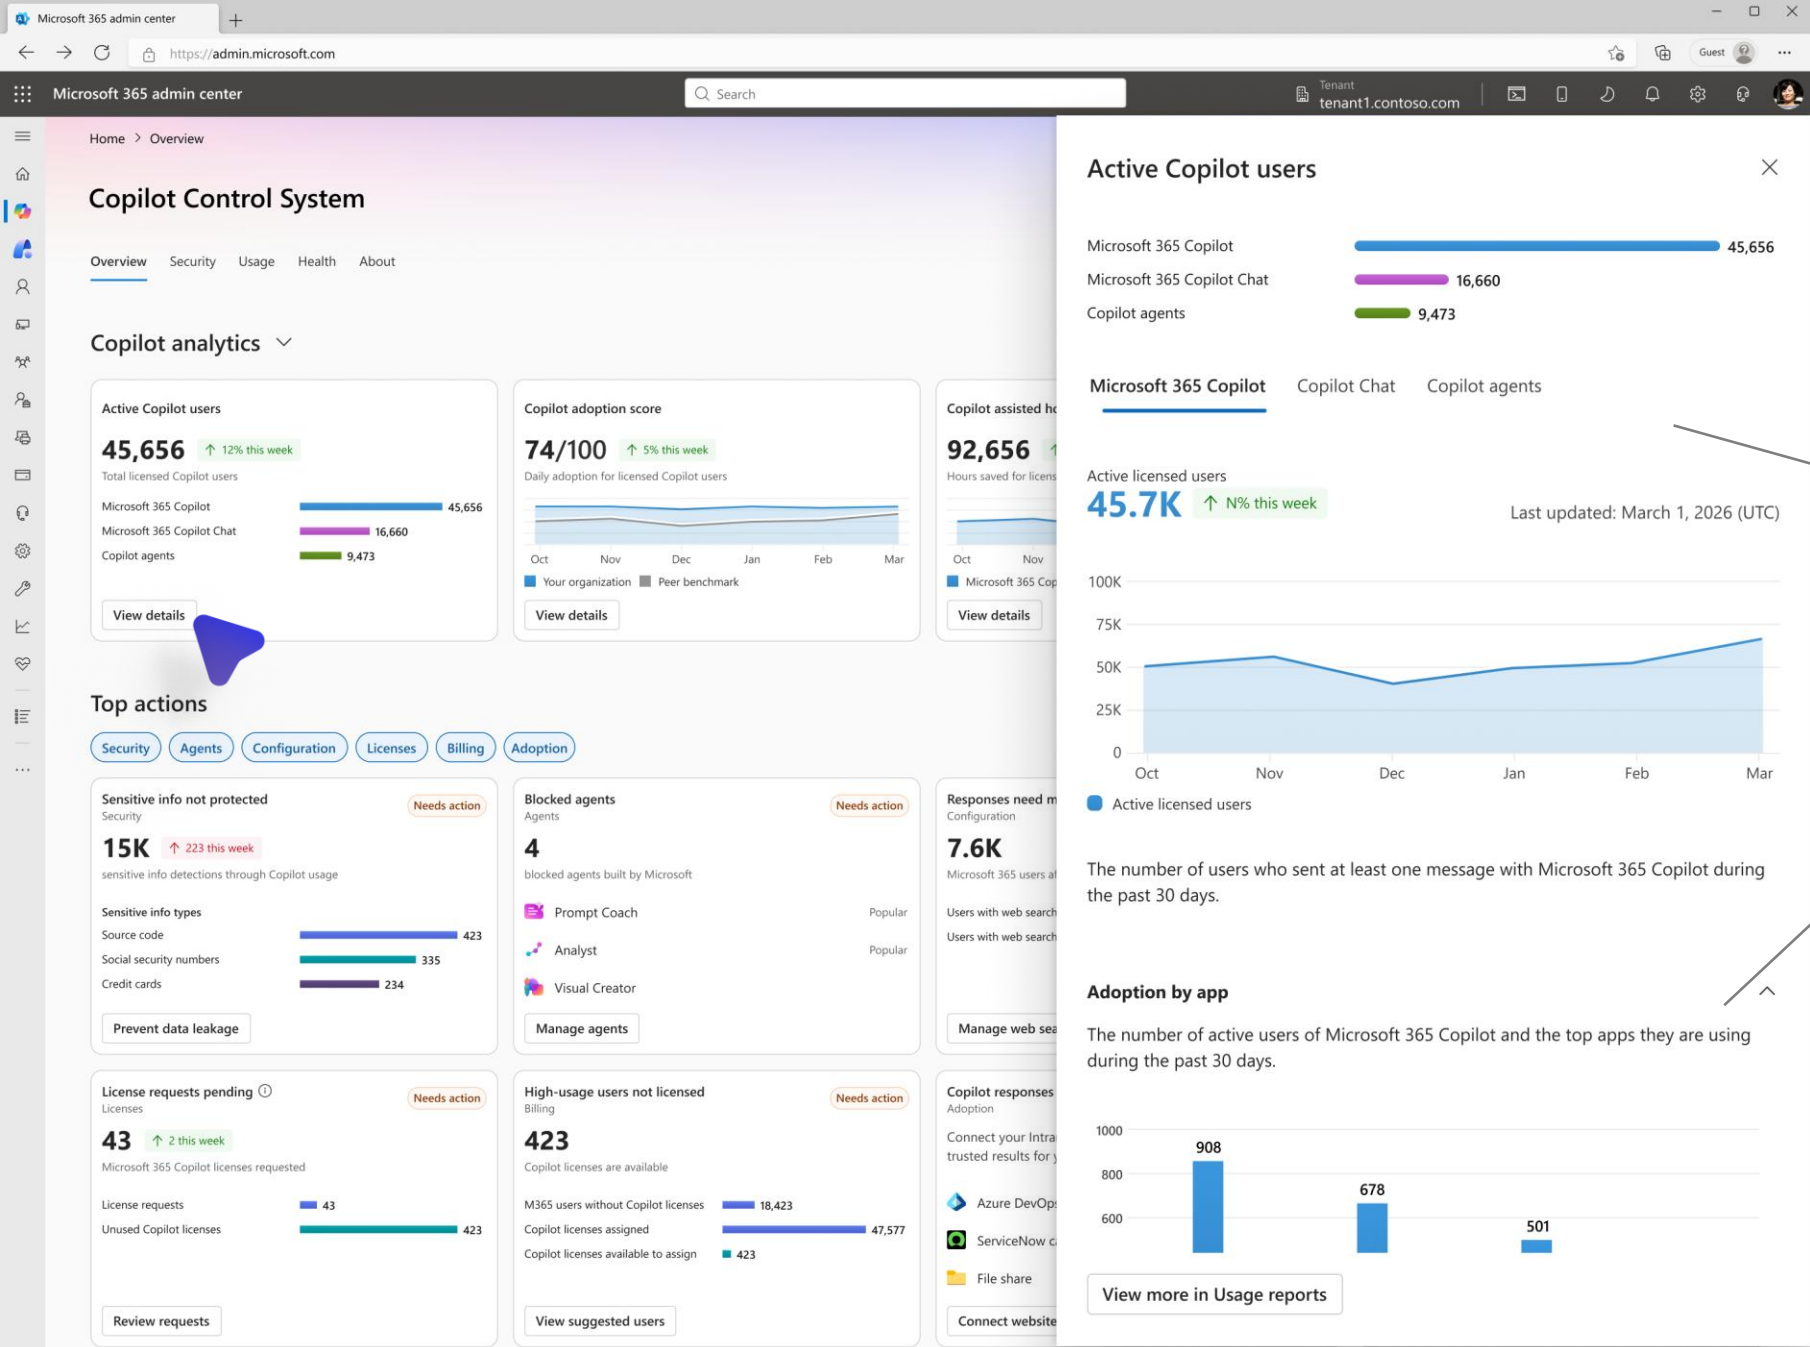 Microsoft 365 admin center
https://admin.microsoft.com
Guest
Microsoft 365 admin center
Search
Tenant
tenant1.contoso.com
Home > Overview
Copilot Control System
Overview Security Usage Health About
Copilot analytics
Active Copilot users
45,656 ↑ 12% this week
Total licensed Copilot users
Microsoft 365 Copilot 45,656
Microsoft 365 Copilot Chat 16,660
Copilot agents 9,473
View details
Copilot adoption score
74/100 ↑ 5% this week
Daily adoption for licensed Copilot users
Oct Nov Dec Jan Feb Mar
Your organization Peer benchmark
View details
Copilot assisted ho
92,656 ↑
Hours saved for licens
Oct Nov
Microsoft 365 Cop
View details
Top actions
Security Agents Configuration Licenses Billing Adoption
Sensitive info not protected
Needs action
Security
15K ↑ 223 this week
sensitive info detections through Copilot usage
Sensitive info types
Source code 423
Social security numbers 335
Credit cards 234
Prevent data leakage
Blocked agents
Needs action
Agents
4
blocked agents built by Microsoft
Prompt Coach Popular
Analyst Popular
Visual Creator
Manage agents
Responses need m
Configuration
7.6K
Microsoft 365 users af
Users with web search
Users with web search
Manage web sea
License requests pending
Needs action
Licenses
43 ↑ 2 this week
Microsoft 365 Copilot licenses requested
License requests 43
Unused Copilot licenses 423
Review requests
High-usage users not licensed
Needs action
Billing
423
Copilot licenses are available
M365 users without Copilot licenses 18,423
Copilot licenses assigned 47,577
Copilot licenses available to assign 423
View suggested users
Copilot responses
Adoption
Connect your Intra
trusted results for y
Azure DevOps
ServiceNow ca
File share
Connect website
Active Copilot users
Microsoft 365 Copilot 45,656
Microsoft 365 Copilot Chat 16,660
Copilot agents 9,473
Microsoft 365 Copilot Copilot Chat Copilot agents
Active licensed users
45.7K ↑ N% this week
Last updated: March 1, 2026 (UTC)
100K
75K
50K
25K
0
Oct Nov Dec Jan Feb Mar
Active licensed users
The number of users who sent at least one message with Microsoft 365 Copilot during
the past 30 days.
Adoption by app
The number of active users of Microsoft 365 Copilot and the top apps they are using
during the past 30 days.
1000
908
800
678
600
501
View more in Usage reports